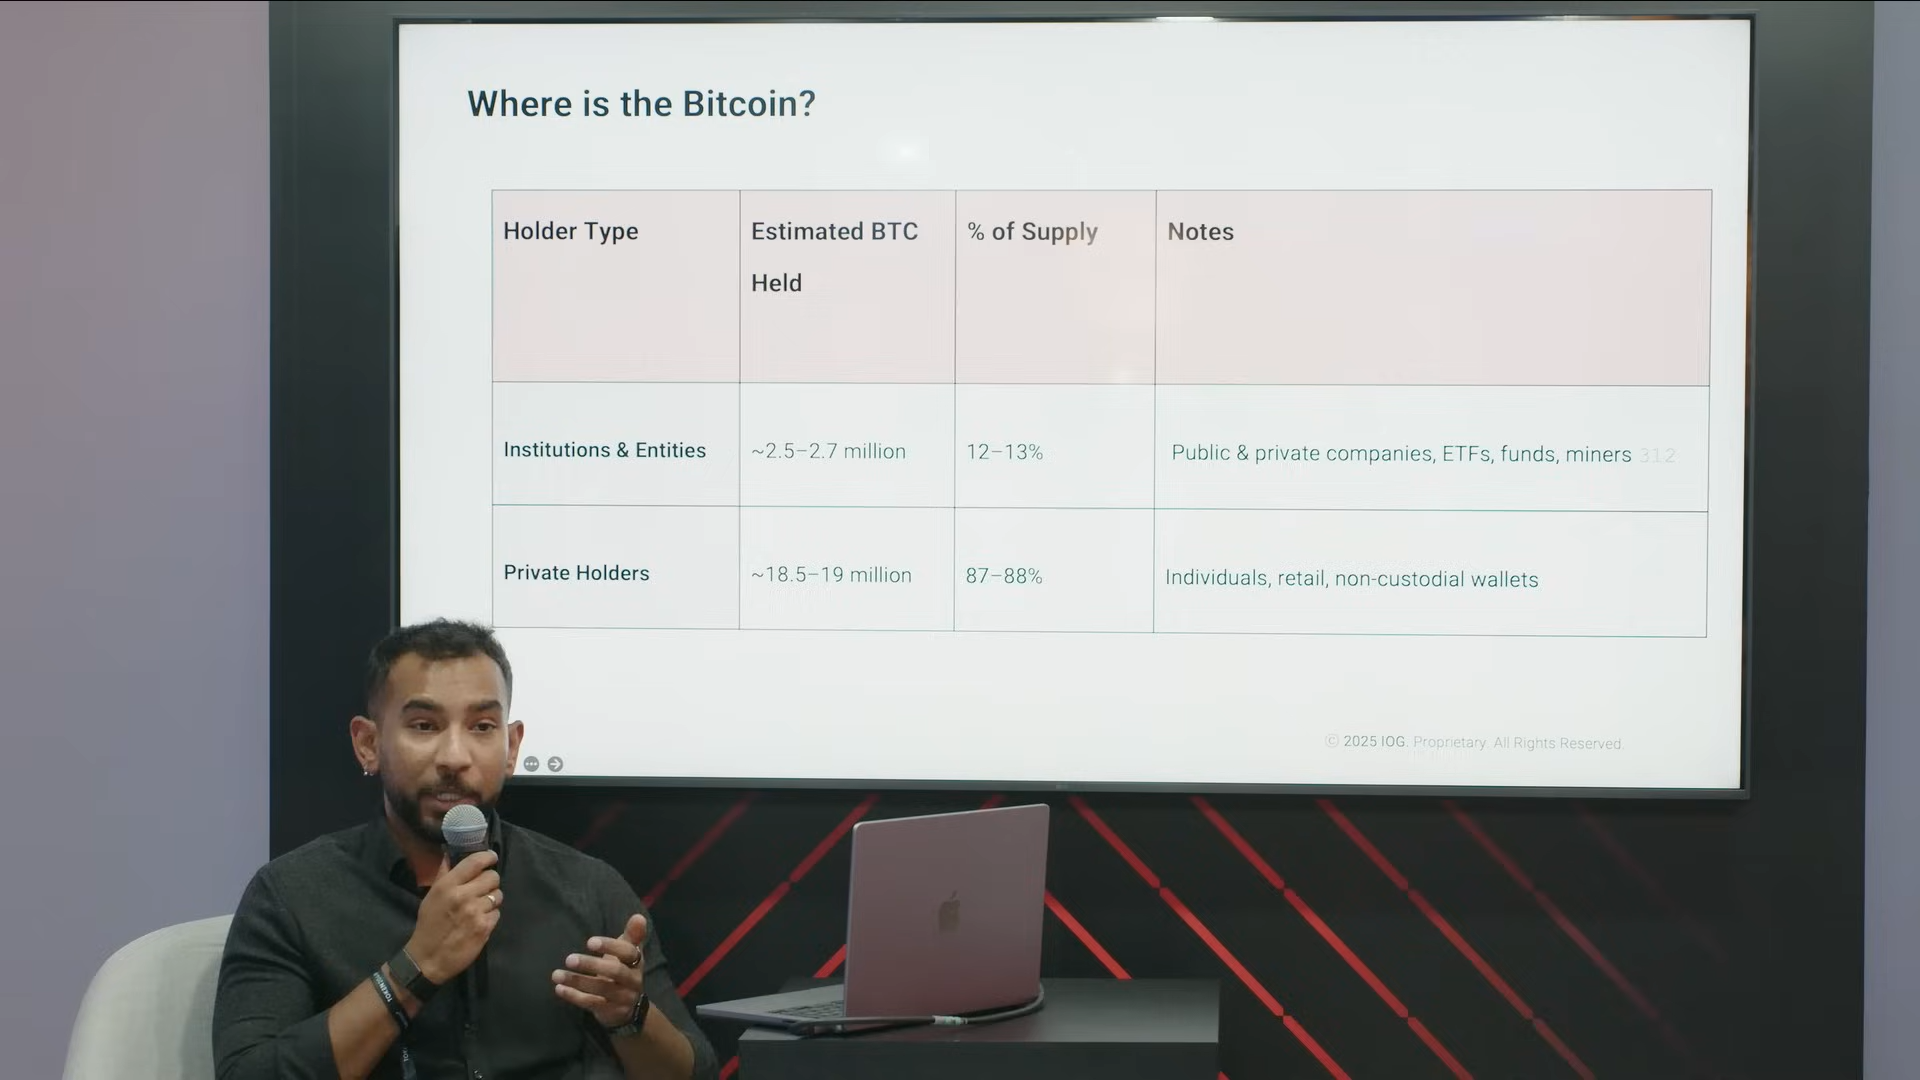 Where is the Bitcoin?
Holder Type
Estimated BTC
Held
% of Supply
Notes
Institutions & Entities
~2.5–2.7 million
12–13%
Public & private companies, ETFs, funds, miners 312
Private Holders
~18.5–19 million
87–88%
Individuals, retail, non-custodial wallets
© 2025 IOG. Proprietary. All Rights Reserved.